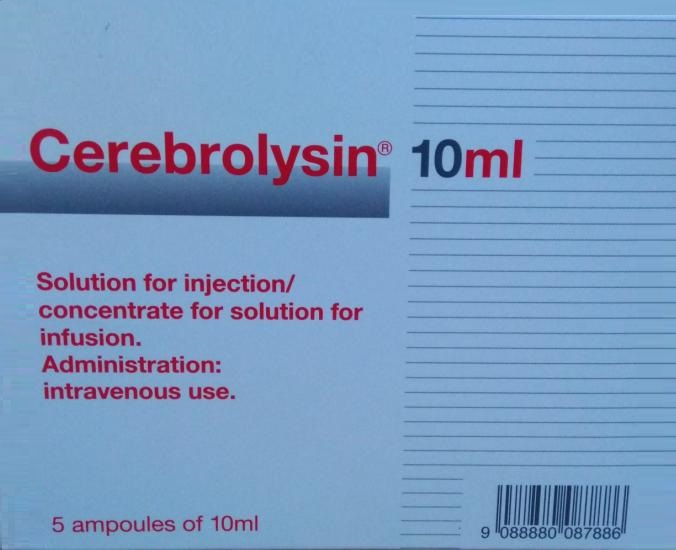 Cerebrolysin® 10ml
Solution for injection/
concentrate for solution for
infusion.
Administration:
intravenous use.
5 ampoules of 10ml
9 088880 087886